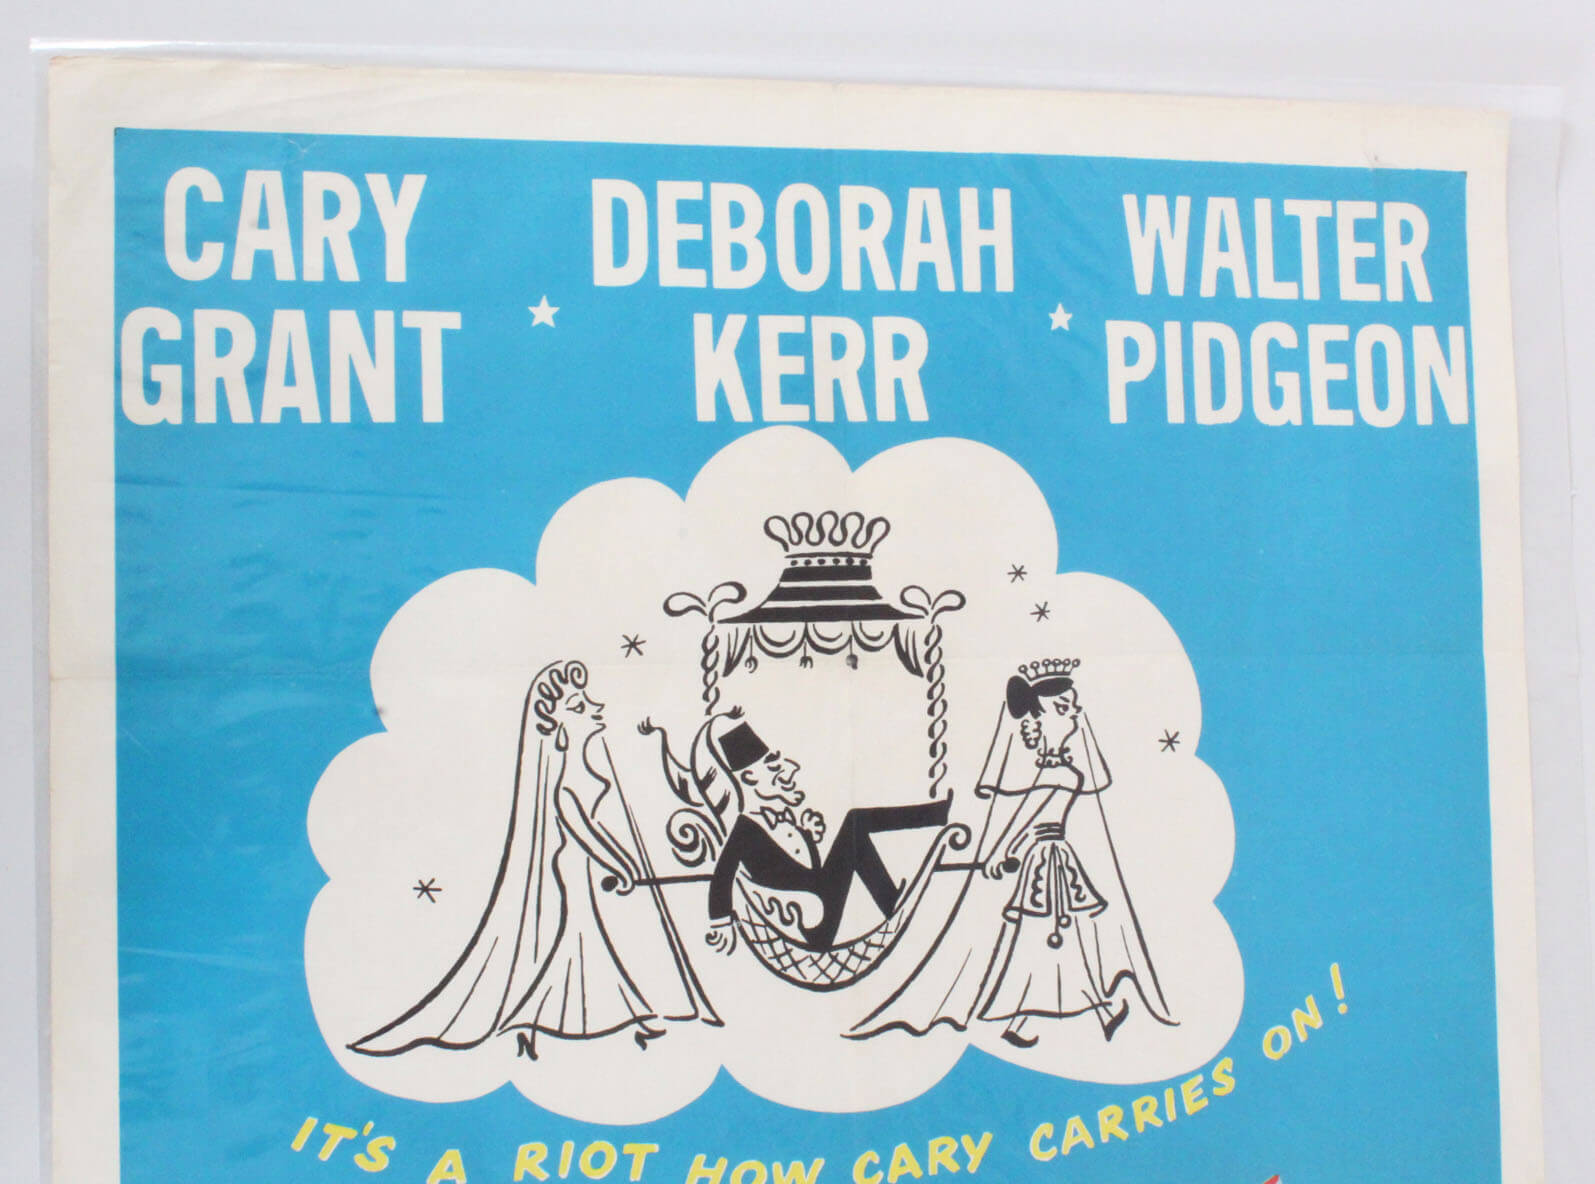 CARY GRANT
DEBORAH KERR
WALTER PIDGEON
IT'S A RIOT HOW CARY CARRIES ON!